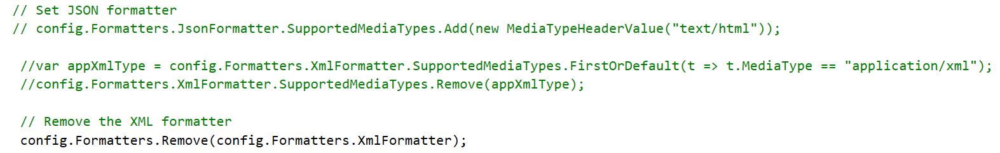 // Set JSON formatter
// config.Formatters.JsonFormatter.SupportedMediaTypes.Add(new MediaTypeHeaderValue("text/html"));
//var appXmlType = config.Formatters.XmlFormatter.SupportedMediaTypes.FirstOrDefault(t => t.MediaType == "application/xml");
//config.Formatters.XmlFormatter.SupportedMediaTypes.Remove(appXmlType);
// Remove the XML formatter
config.Formatters.Remove(config.Formatters.XmlFormatter);